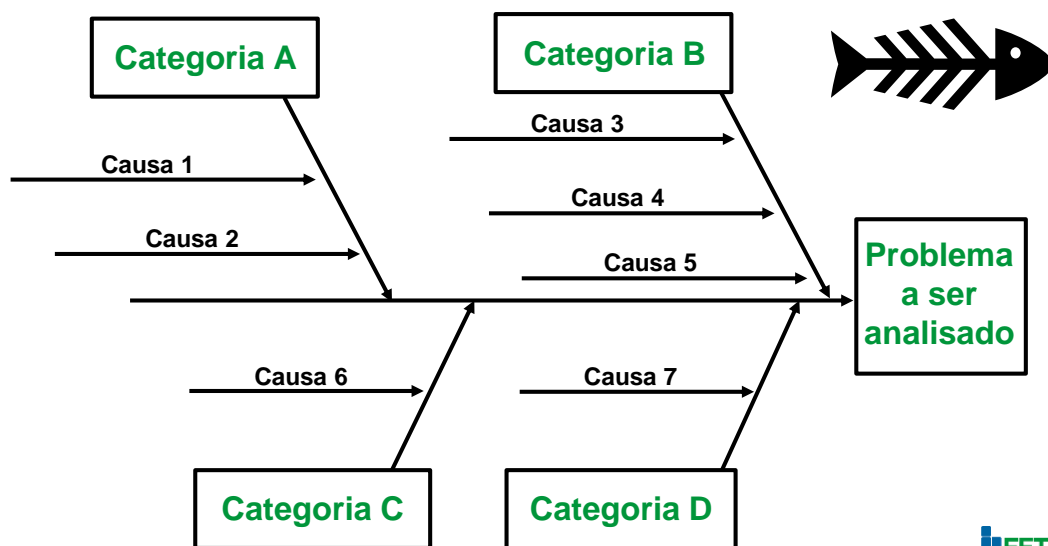 Categoria A
Categoria B
Causa 3
Causa 1
Causa 4
Causa 2
Causa 5
Problema
a ser
analisado
Causa 6
Causa 7
Categoria C
Categoria D